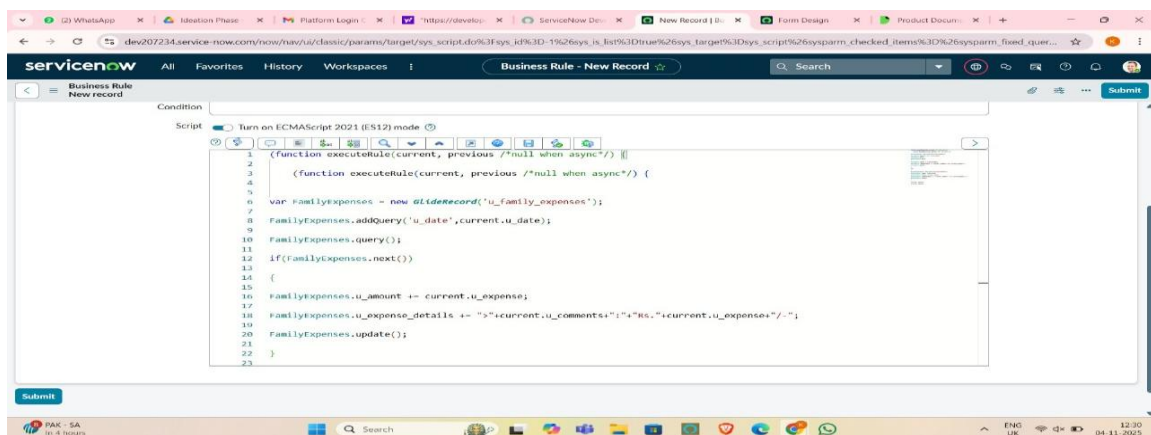 (2) WhatsApp
Ideation Phase
Platform Login
"https://develop
ServiceNow Dev
New Record | Bu
Form Design
Product Docum
dev207234.service-now.com/now/nav/ui/classic/params/target/sys_script.do%3Fsys_id%3D-1%26sys_is_list%3Dtrue%26sys_target%3Dsys_script%26sysparm_checked_items%3D%26sysparm_fixed_quer...
servicenow All Favorites History Workspaces Business Rule - New Record Search
Business Rule
New record
Submit
Condition
Script Turn on ECMAScript 2021 (ES12) mode
1 (function executeRule(current, previous /*null when async*/) {
2
3 (function executeRule(current, previous /*null when async*/) {
4
5
6 var FamilyExpenses = new GlideRecord('u_family_expenses');
7
8 FamilyExpenses.addQuery('u_date',current.u_date);
9
10 FamilyExpenses.query();
11
12 if(FamilyExpenses.next())
13
14 {
15
16 FamilyExpenses.u_amount += current.u_expense;
17
18 FamilyExpenses.u_expense_details += ">"+current.u_comments+":"+"Rs."+current.u_expense+"/-";
19
20 FamilyExpenses.update();
21
22 }
23
Submit
PAK - SA
In 4 hours
Search
ENG
UK
12:30
04-11-2025